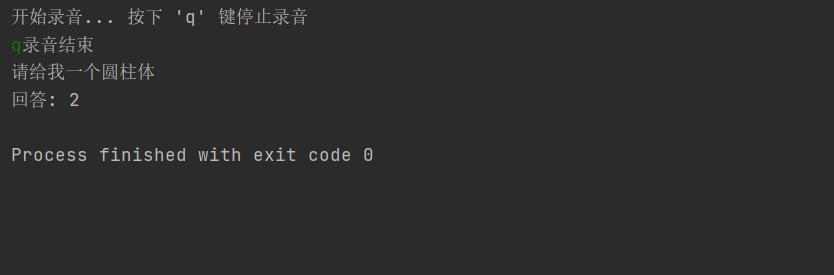 开始录音... 按下 'q' 键停止录音
q录音结束
请给我一个圆柱体
回答: 2
Process finished with exit code 0